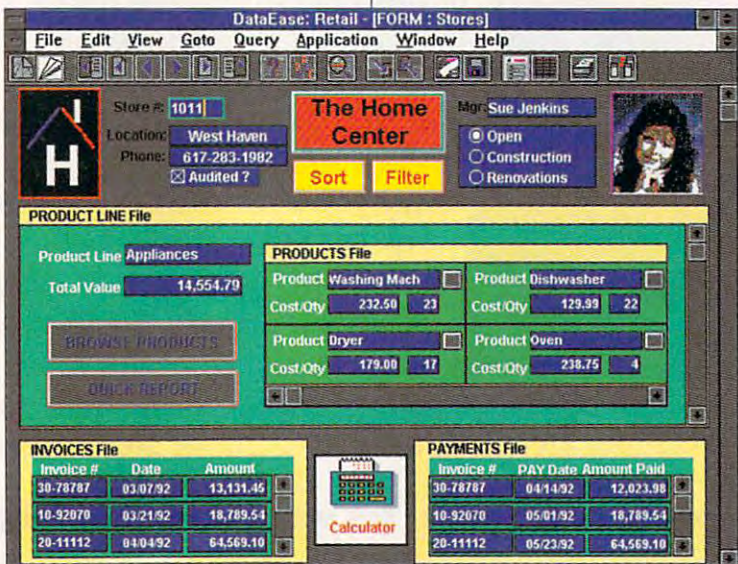 DataEase: Retail - [FORM : Stores]
File Edit View Goto Query Application Window Help
H
Store #: 1011
Location: West Haven
Phone: 617-283-1982
Audited ?
The Home
Center
Sort Filter
Mgr: Sue Jenkins
Open
Construction
Renovations
PRODUCT LINE File
Product Line Appliances
Total Value 14,554.79
BROWSE PRODUCTS
QUICK REPORT
PRODUCTS File
Product Washing Mach Product Dishwasher
Cost/Qty 232.50 23 Cost/Qty 129.99 22
Product Dryer Product Oven
Cost/Qty 179.00 17 Cost/Qty 238.75 4
INVOICES File
Invoice # Date Amount
30-78787 03/07/92 13,131.45
10-92070 03/21/92 18,789.54
20-11112 04/04/92 64,569.10
Calculator
PAYMENTS File
Invoice # PAY Date Amount Paid
30-78787 04/14/92 12,023.98
10-92070 05/01/92 18,789.54
20-11112 05/23/92 64,569.10